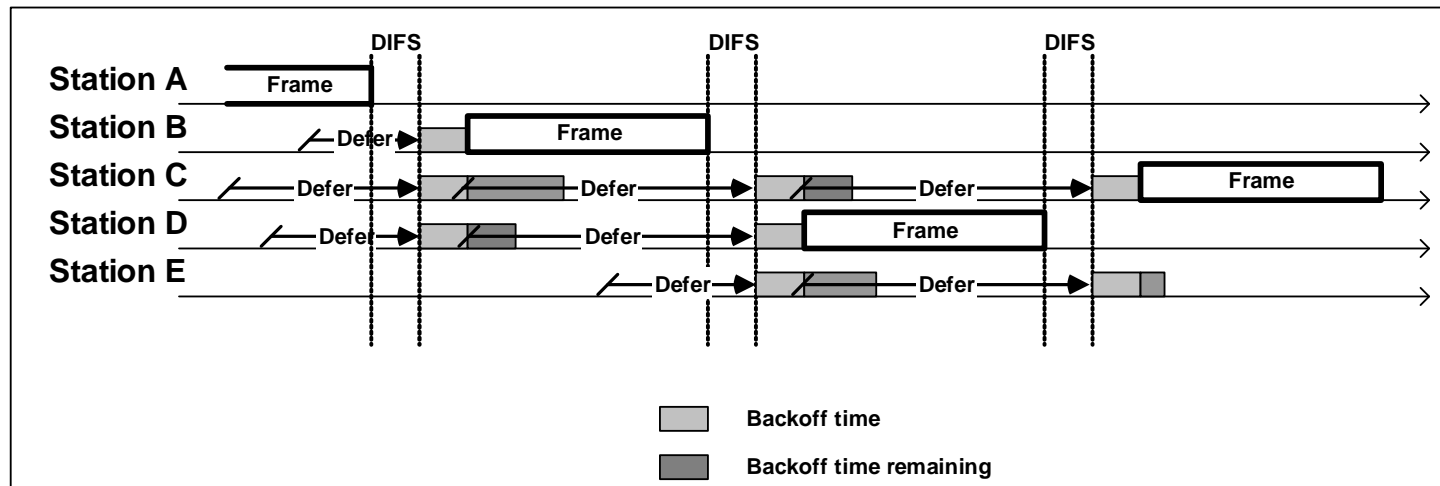 DIFS DIFS DIFS
Station A Frame
Station B Defer Frame
Station C Defer Defer Defer Frame
Station D Defer Defer Frame
Station E Defer Defer
Backoff time
Backoff time remaining